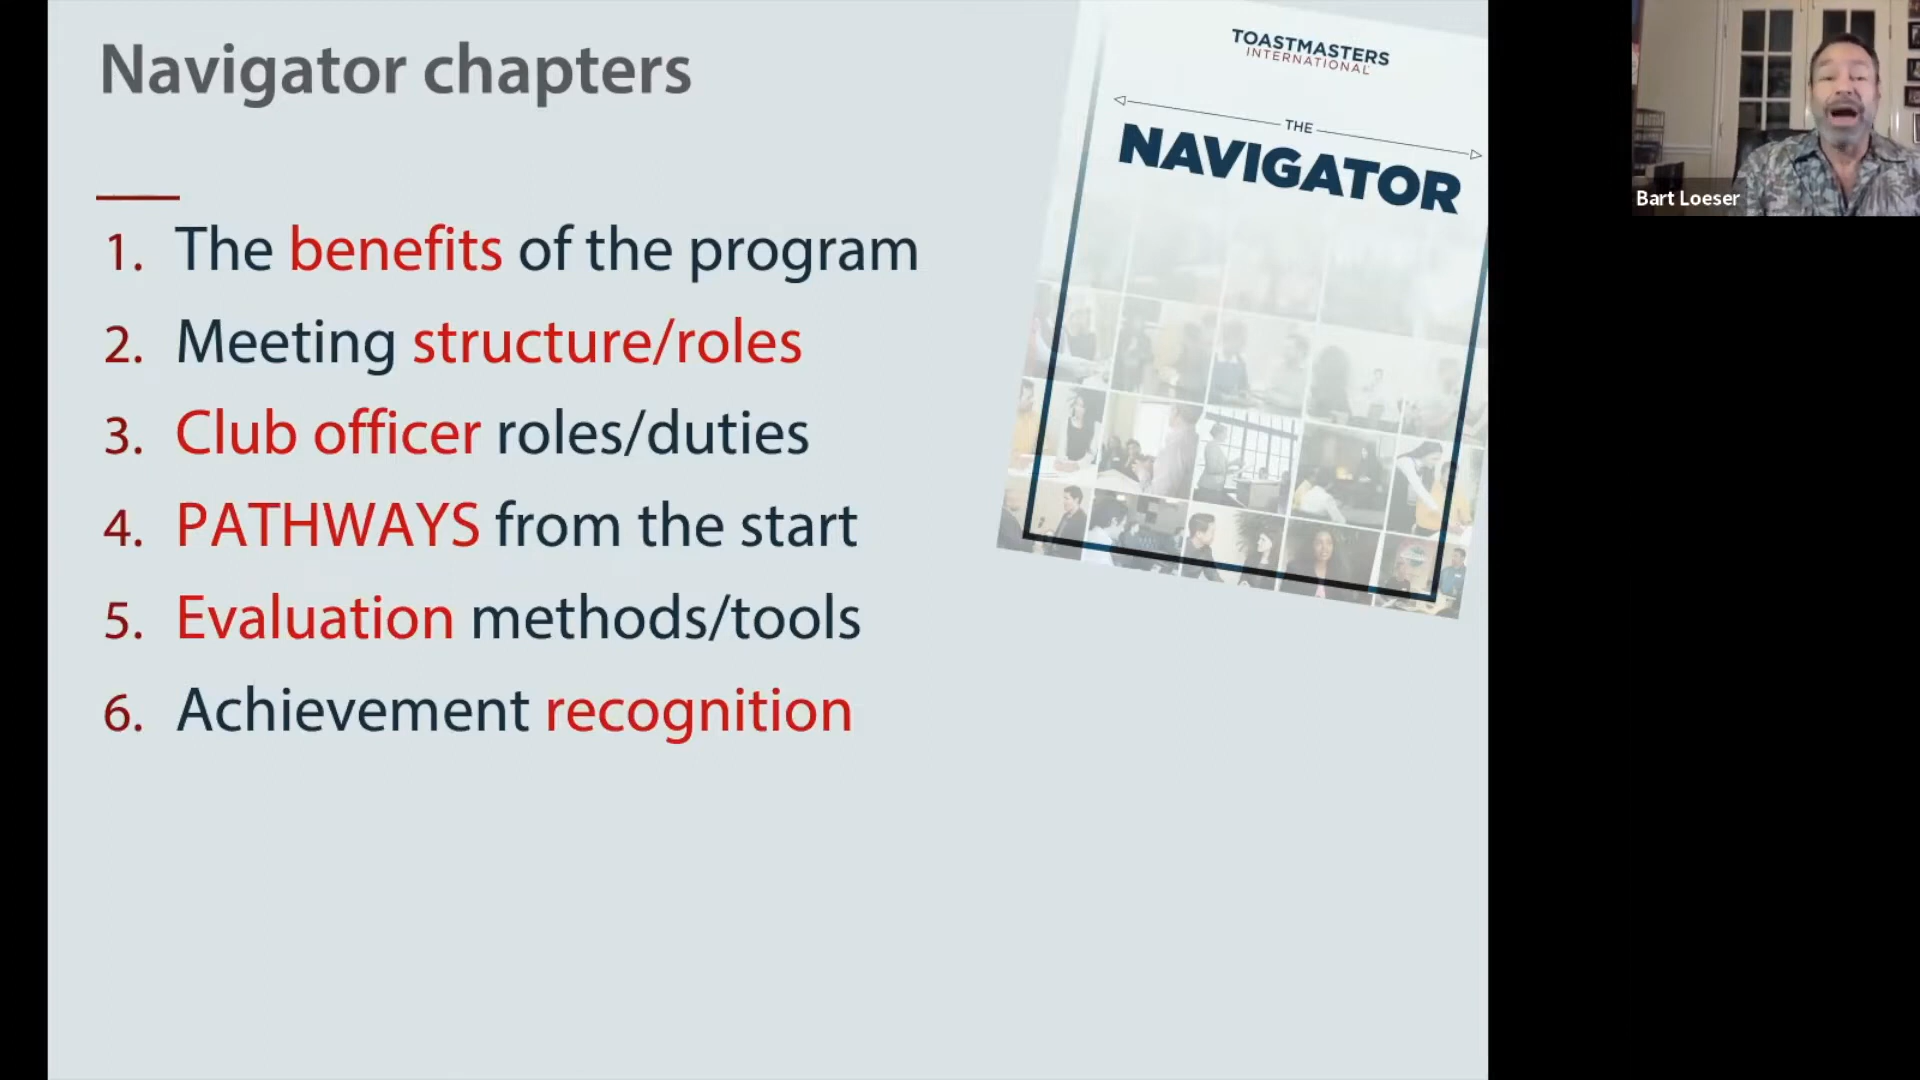 Navigator chapters
1. The benefits of the program
2. Meeting structure/roles
3. Club officer roles/duties
4. PATHWAYS from the start
5. Evaluation methods/tools
6. Achievement recognition
TOASTMASTERS
INTERNATIONAL
THE
NAVIGATOR
Bart Loeser